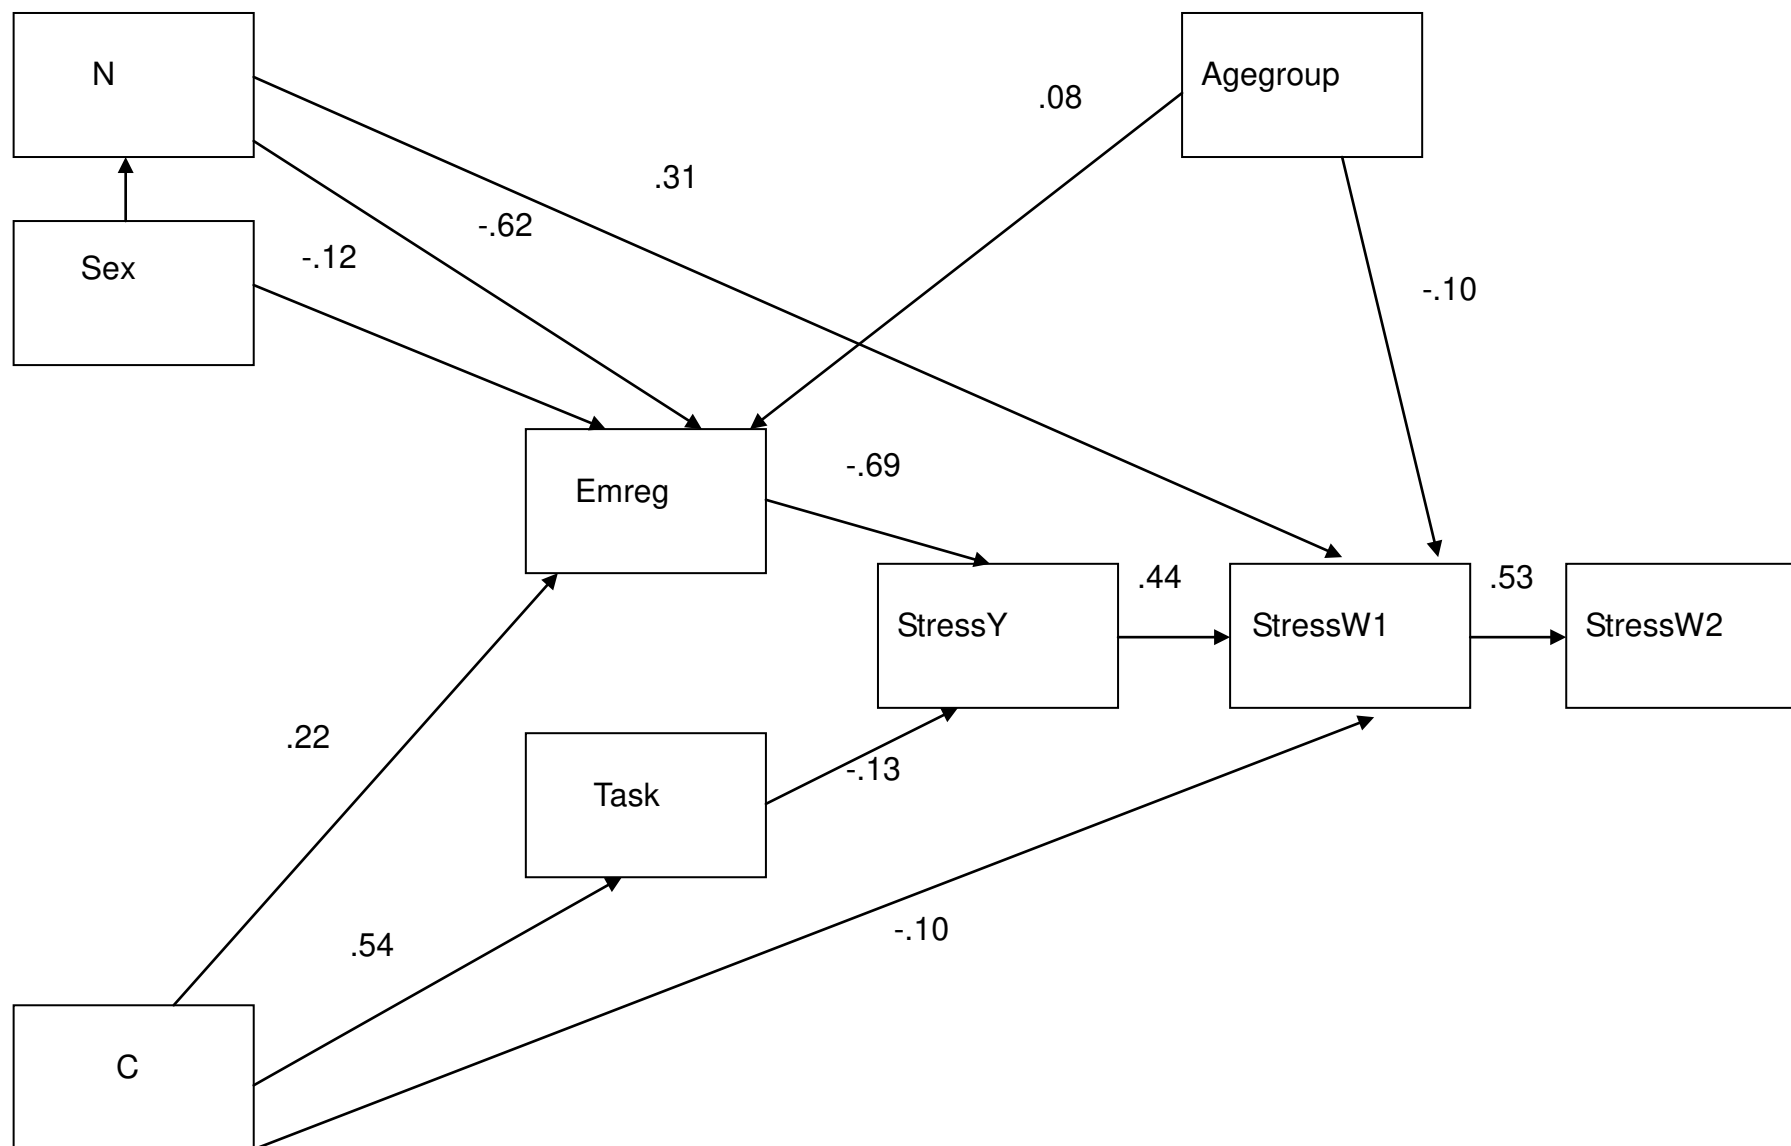 N
Agegroup
.08
.31
-.62
-.12
Sex
-.10
-.69
Emreg
.44
.53
StressY
StressW1
StressW2
.22
-.13
Task
-.10
.54
C